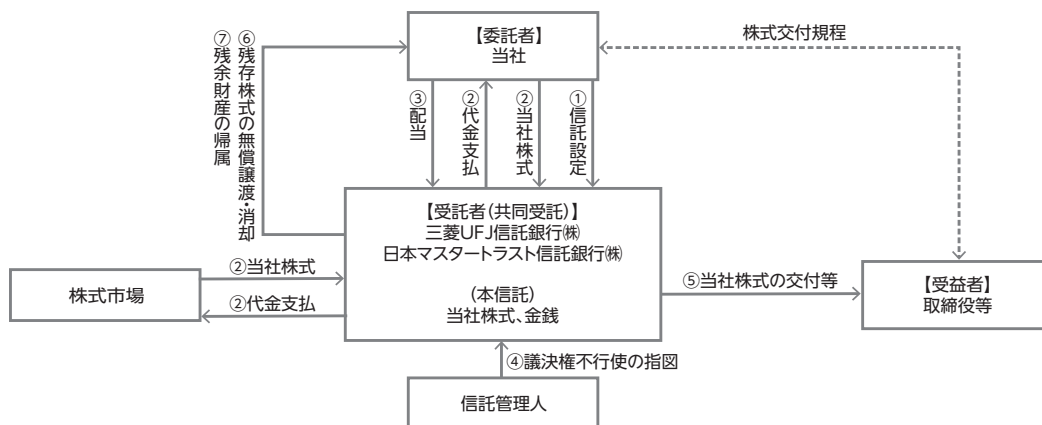 【委託者】
当社
株式交付規程
⑦残余財産の帰属
⑥残存株式の無償譲渡・消却
③配当
②代金支払
②当社株式
①信託設定
【受託者(共同受託)】
三菱UFJ信託銀行㈱
日本マスタートラスト信託銀行㈱
(本信託)
当社株式、金銭
株式市場
②当社株式
②代金支払
⑤当社株式の交付等
【受益者】
取締役等
④議決権不行使の指図
信託管理人